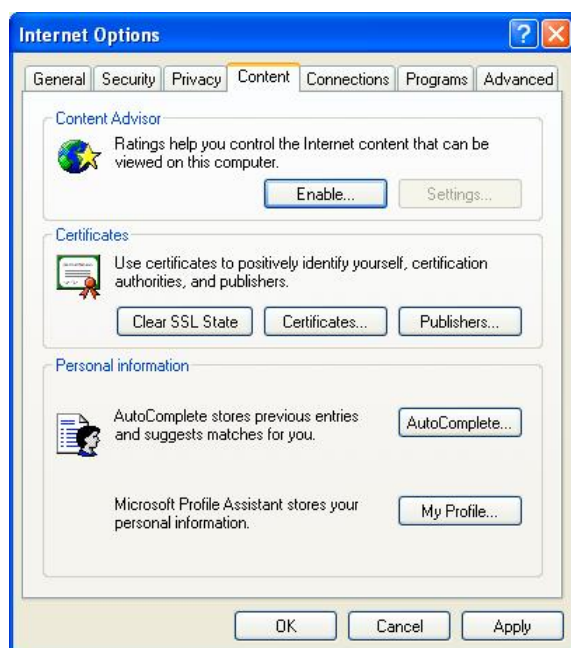 Internet Options
General Security Privacy Content Connections Programs Advanced
Content Advisor
Ratings help you control the Internet content that can be
viewed on this computer.
Enable... Settings...
Certificates
Use certificates to positively identify yourself, certification
authorities, and publishers.
Clear SSL State Certificates... Publishers...
Personal information
AutoComplete stores previous entries
and suggests matches for you.
AutoComplete...
Microsoft Profile Assistant stores your
personal information.
My Profile...
OK Cancel Apply